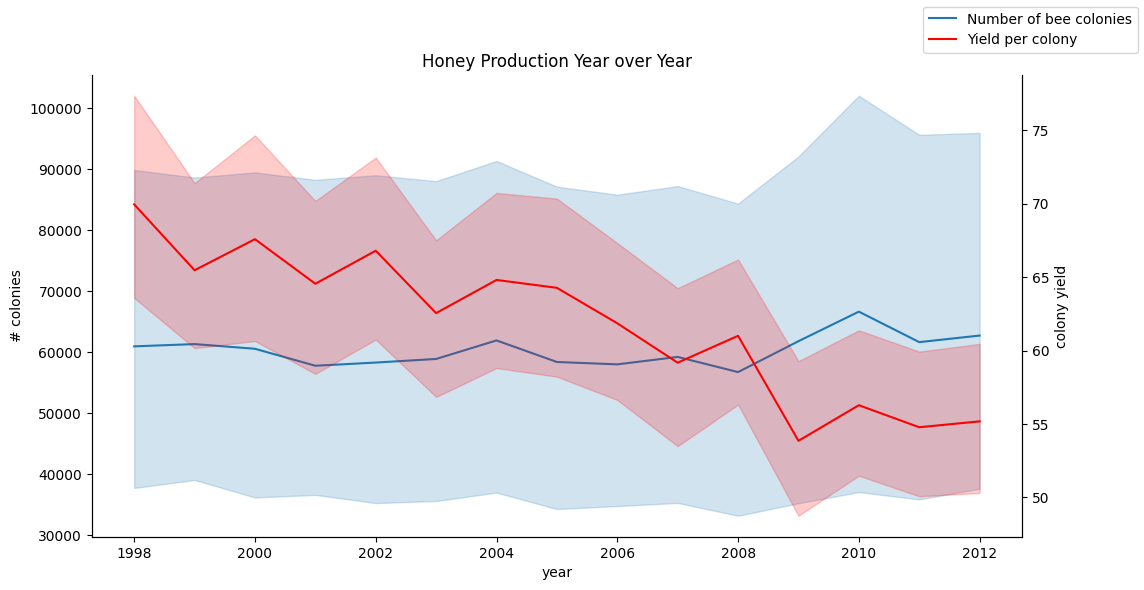 Number of bee colonies
Yield per colony
Honey Production Year over Year
100000
90000
80000
70000
60000
50000
40000
30000
# colonies
75
70
65
60
55
50
colony yield
1998 2000 2002 2004 2006 2008 2010 2012
year